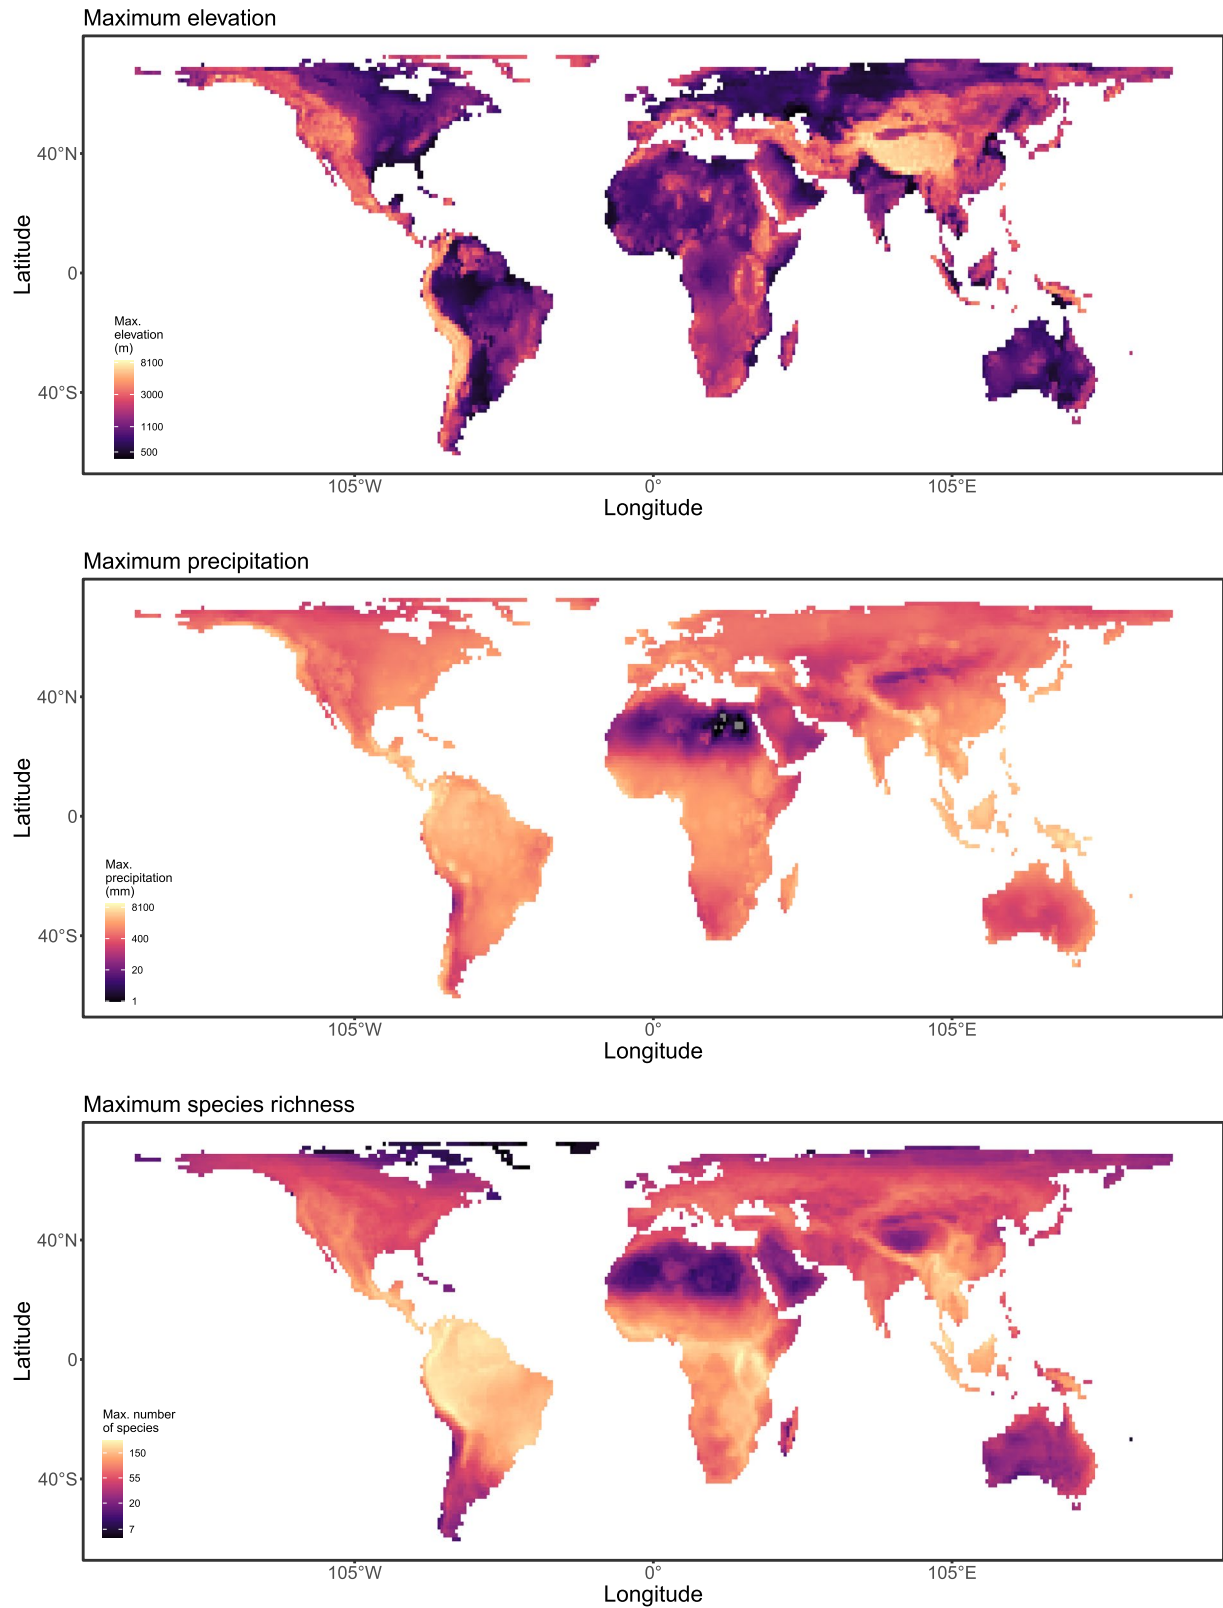 Maximum elevation
Latitude
40°N
0
40°S
Max.
elevation
(m)
8100
3000
1100
500
105°W
0°
105°E
Longitude
Maximum precipitation
Latitude
40°N
0
40°S
Max.
precipitation
(mm)
8100
400
20
1
105°W
0°
105°E
Longitude
Maximum species richness
Latitude
40°N
0
40°S
Max. number
of species
150
55
20
7
105°W
0°
105°E
Longitude